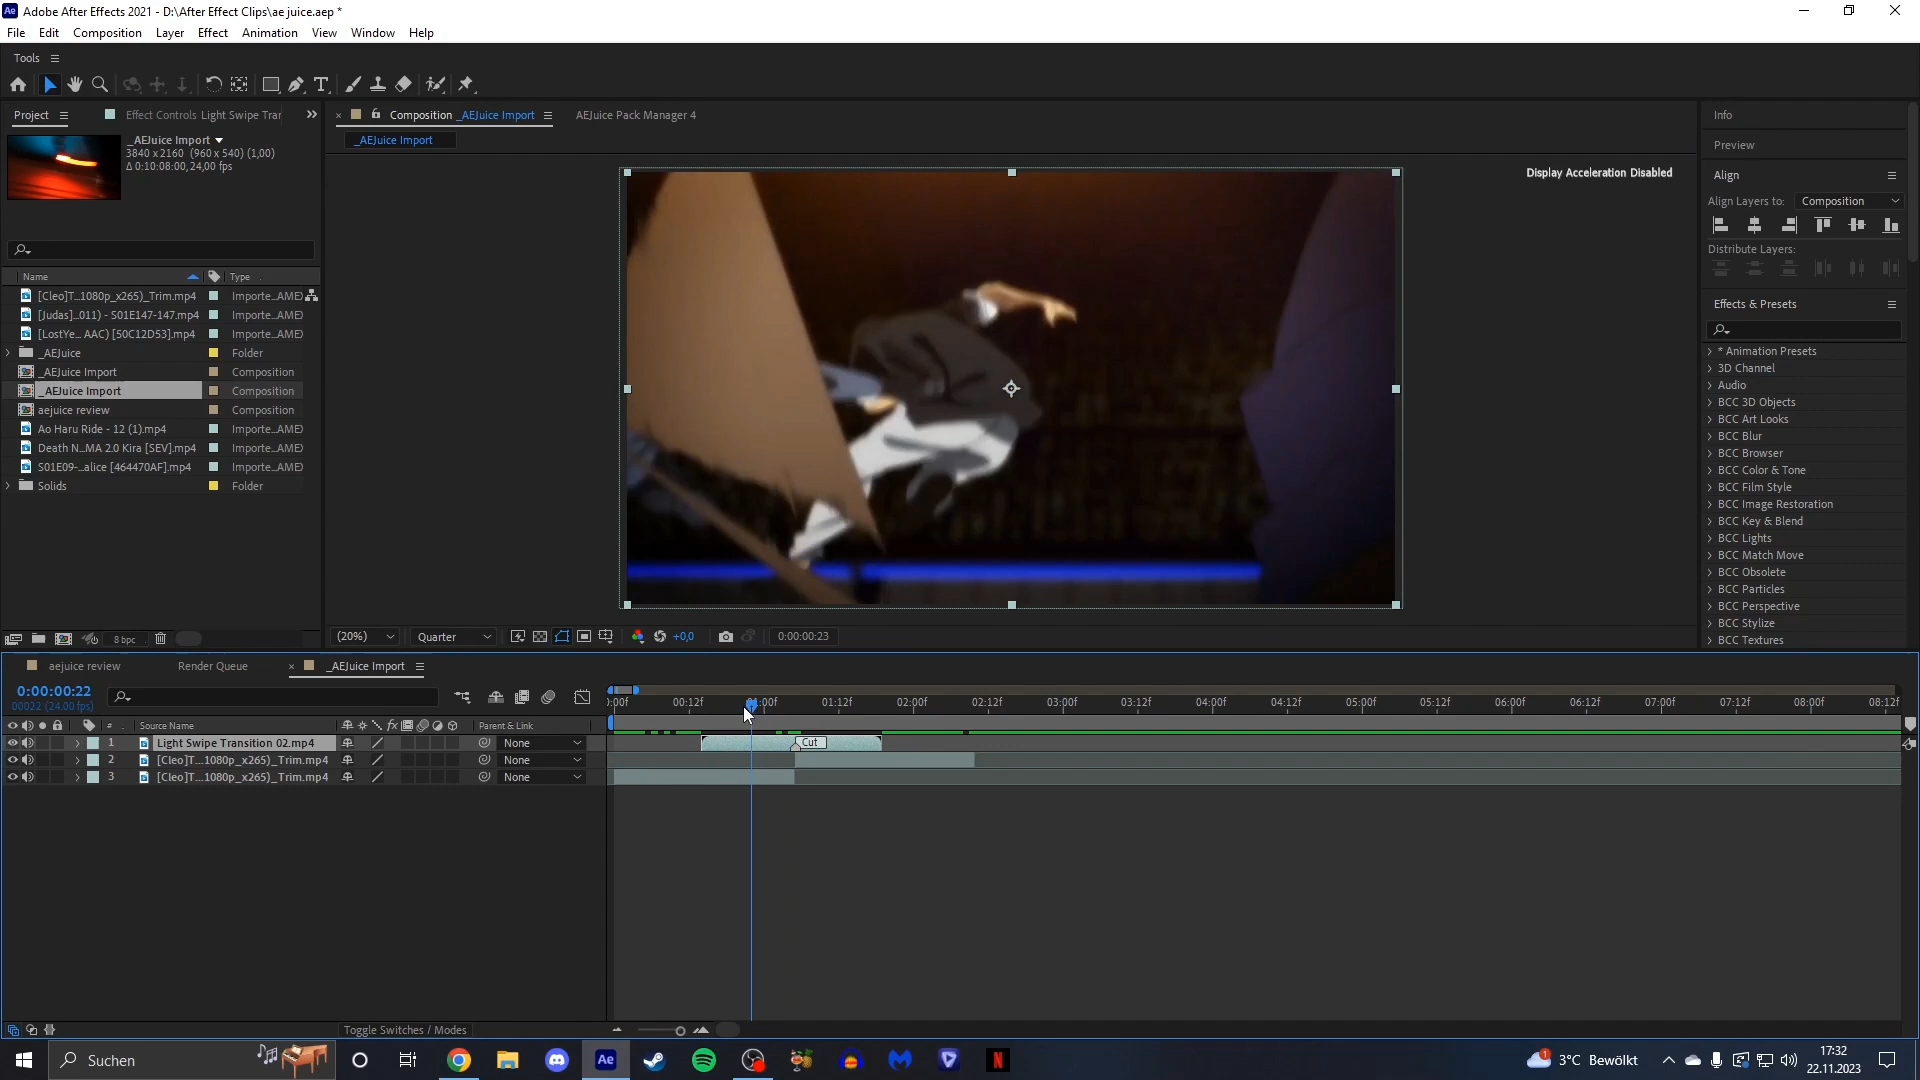 Adobe After Effects 2021 - D:\After Effect Clips\ae juice.aep *
File Edit Composition Layer Effect Animation View Window Help
Tools
Project Effect Controls Light Swipe Trar
_AEJuice Import
3840 x 2160 (960 x 540) (1,00)
Δ 0:10:08:00, 24,00 fps
Name Type
[Cleo]T...1080p_x265)_Trim.mp4 Importe...AME)
[Judas]...011) - S01E147-147.mp4 Importe...AME)
[LostYe... AAC) [50C12D53].mp4 Importe...AME)
_AEJuice Folder
_AEJuice Import Composition
_AEJuice Import Composition
aejuice review Composition
Ao Haru Ride - 12 (1).mp4 Importe...AME)
Death N...MA 2.0 Kira [SEV].mp4 Importe...AME)
S01E09-...alice [464470AF].mp4 Importe...AME)
Solids Folder
8 bpc
Composition _AEJuice Import AEJuice Pack Manager 4
_AEJuice Import
Display Acceleration Disabled
(20%) Quarter +0,0 0:00:00:23
Info
Preview
Align
Align Layers to: Composition
Distribute Layers:
Effects & Presets
* Animation Presets
3D Channel
Audio
BCC 3D Objects
BCC Art Looks
BCC Blur
BCC Browser
BCC Color & Tone
BCC Film Style
BCC Image Restoration
BCC Key & Blend
BCC Lights
BCC Match Move
BCC Obsolete
BCC Particles
BCC Perspective
BCC Stylize
BCC Textures
aejuice review Render Queue _AEJuice Import
0:00:00:22
00022 (24.00 fps)
):00f 00:12f 01:00f 01:12f 02:00f 02:12f 03:00f 03:12f 04:00f 04:12f 05:00f 05:12f 06:00f 06:12f 07:00f 07:12f 08:00f 08:12f
# Source Name fx Parent & Link
1 Light Swipe Transition 02.mp4 None Cut
2 [Cleo]T...1080p_x265)_Trim.mp4 None
3 [Cleo]T...1080p_x265)_Trim.mp4 None
Toggle Switches / Modes
Suchen Ae N 1 3°C Bewölkt 17:32
22.11.2023